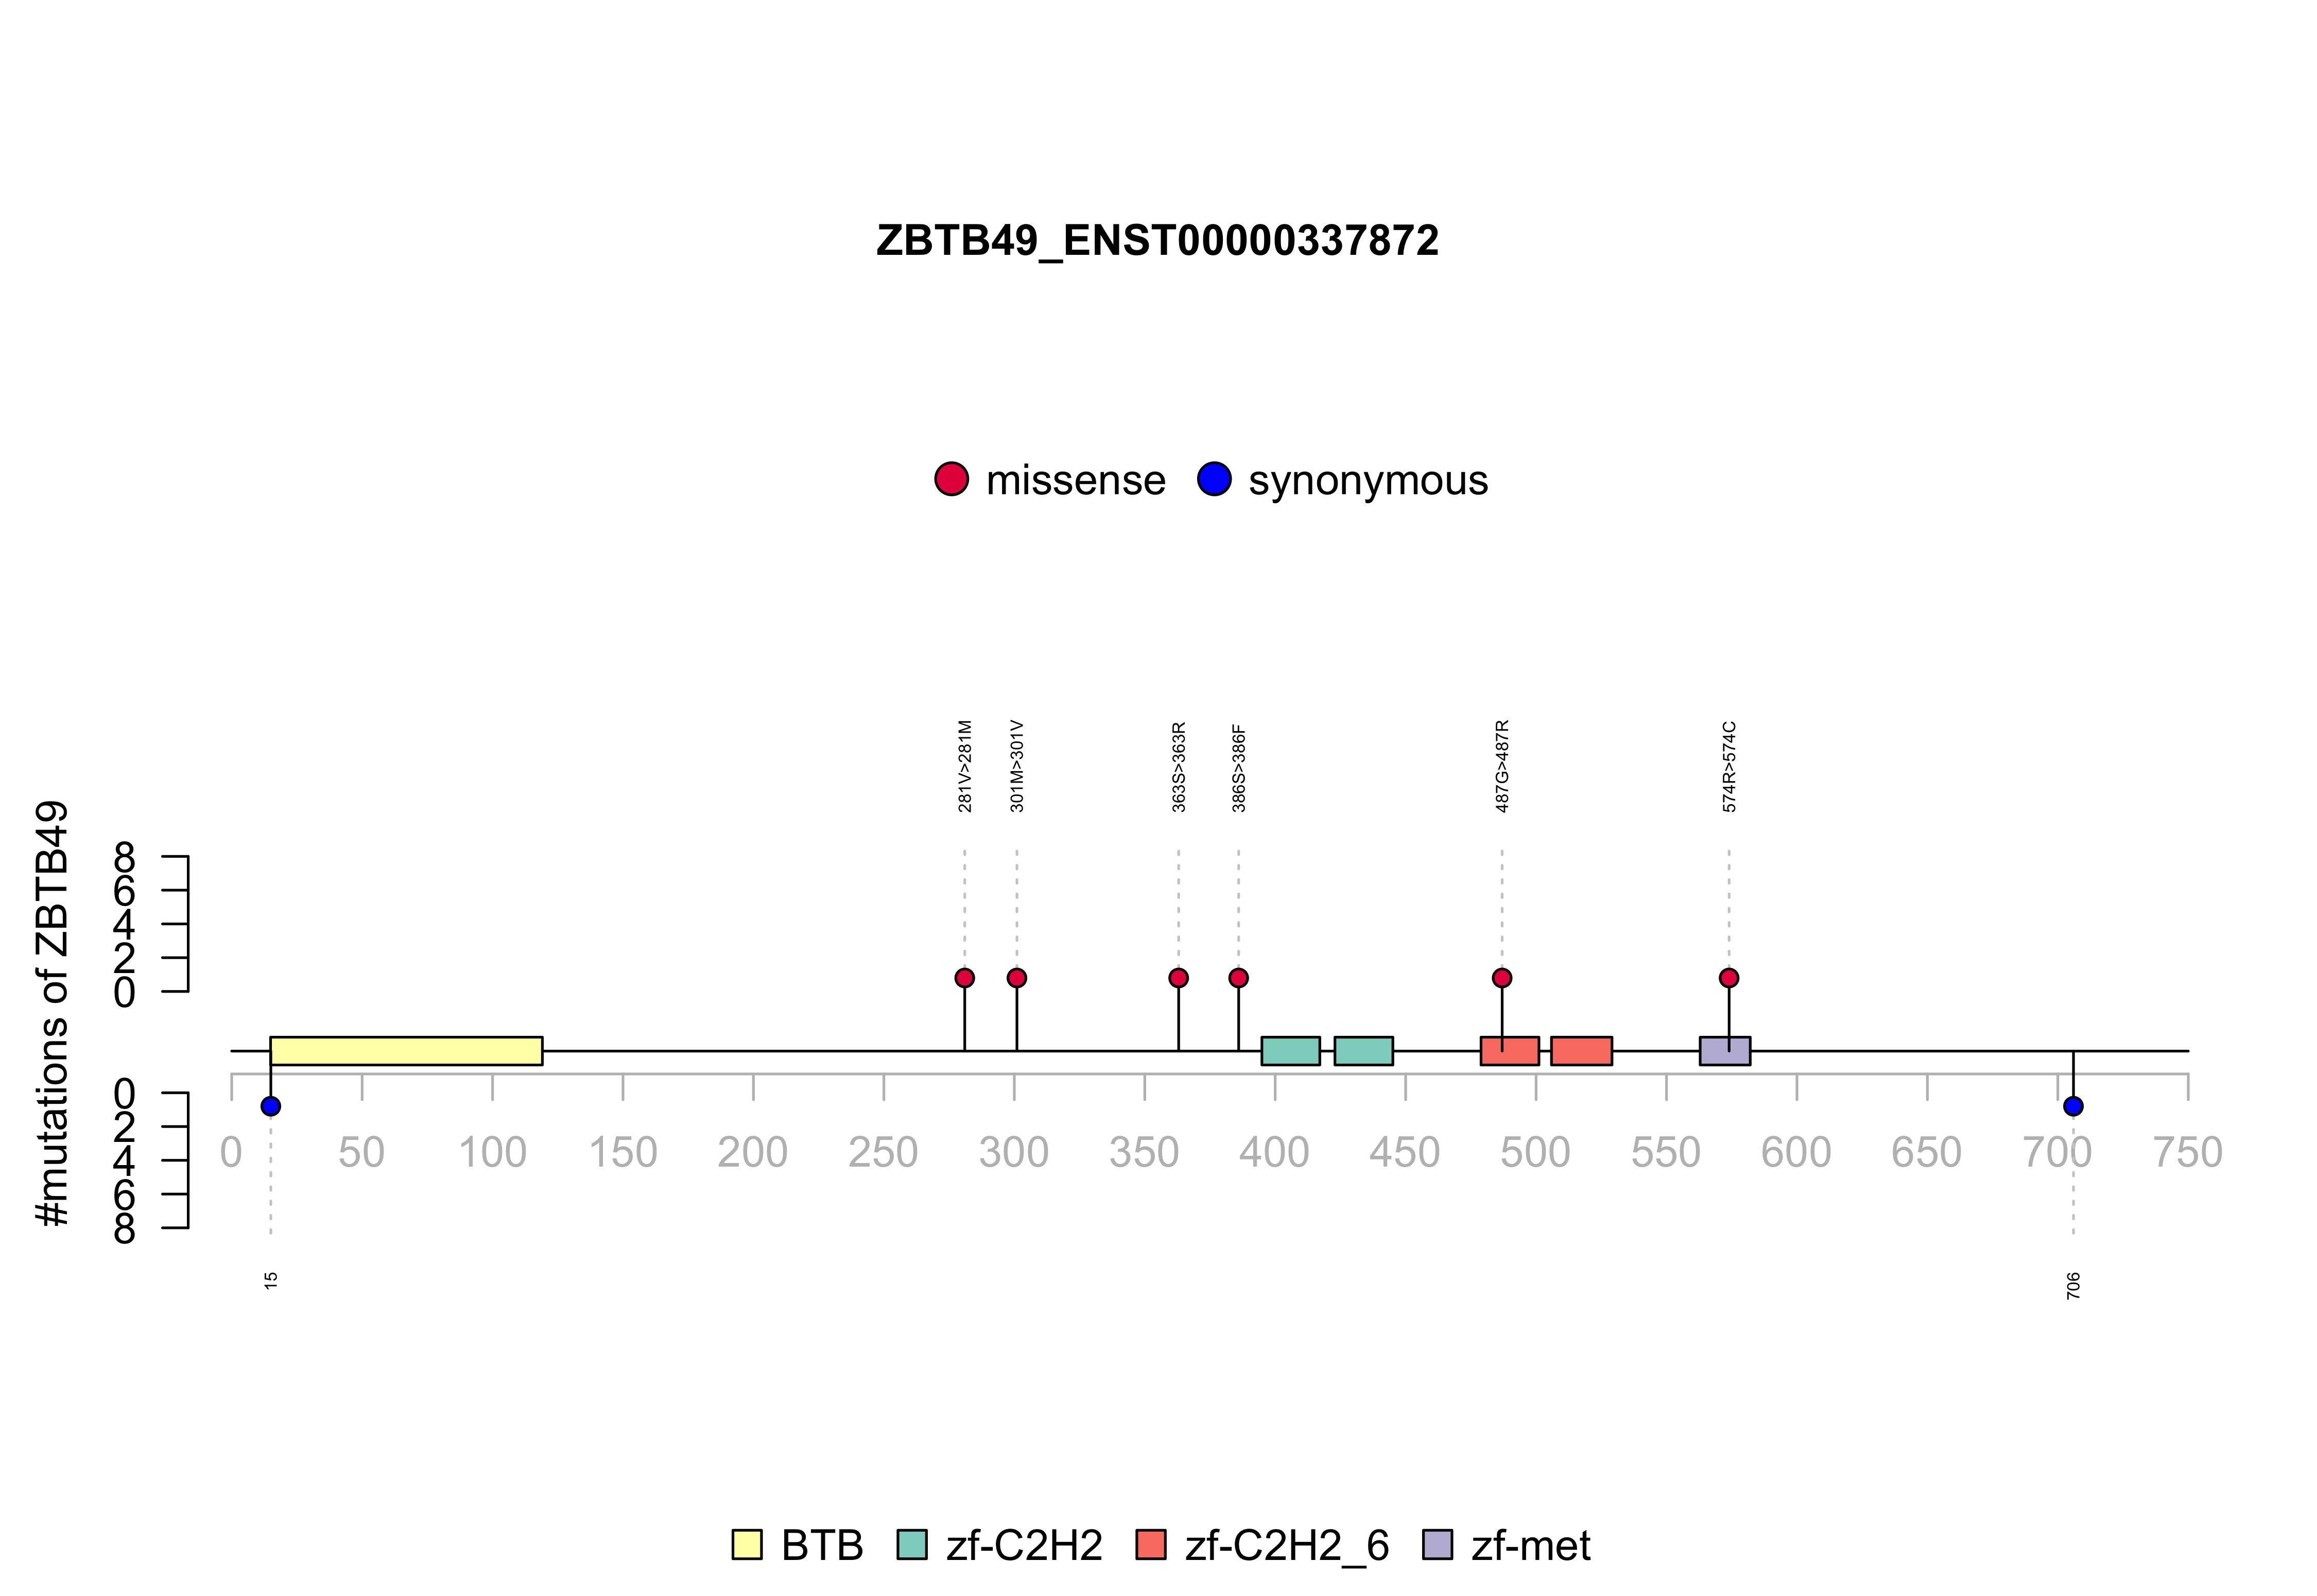 ZBTB49_ENST00000337872
missense synonymous
281V>281M 301M>301V 363S>363R 386S>386F 487G>487R 574R>574C
#mutations of ZBTB49
8
6
4
2
0
0
2
4
6
8
0 50 100 150 200 250 300 350 400 450 500 550 600 650 700 750
15 706
BTB zf-C2H2 zf-C2H2_6 zf-met